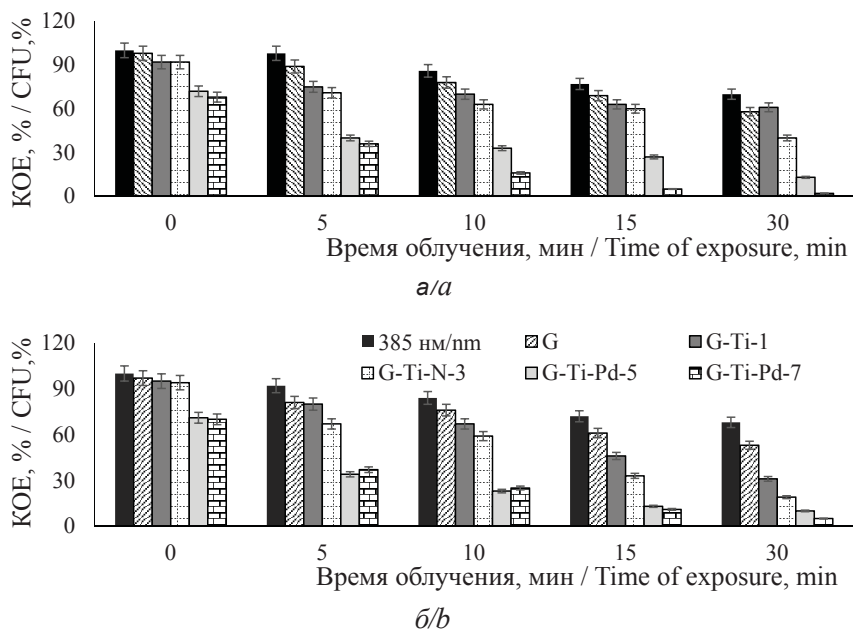 120
90
60
30
0
КОЕ, % / CFU,%
0 5 10 15 30
Время облучения, мин / Time of exposure, min
а/a
120
90
60
30
0
КОЕ, % / CFU,%
385 нм/nm G G-Ti-1
G-Ti-N-3 G-Ti-Pd-5 G-Ti-Pd-7
0 5 10 15 30
Время облучения, мин / Time of exposure, min
б/b